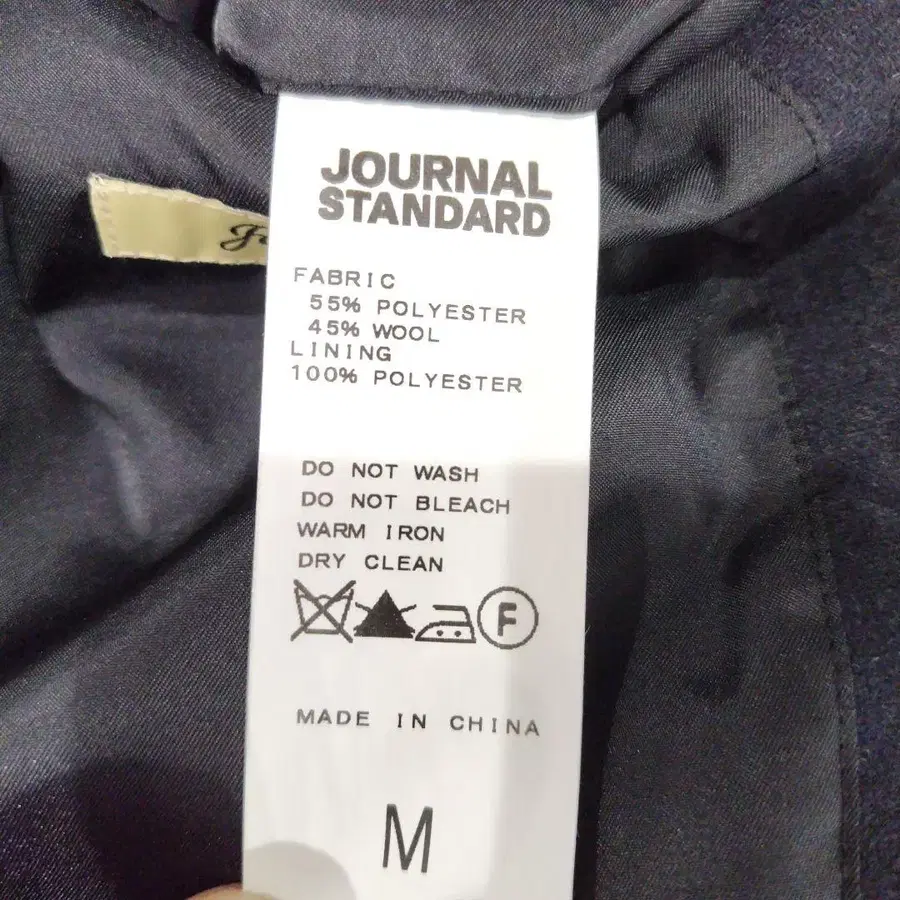 JOURNAL
STANDARD
FABRIC
55% POLYESTER
45% WOOL
LINING
100% POLYESTER
DO NOT WASH
DO NOT BLEACH
WARM IRON
DRY CLEAN
F
MADE IN CHINA
M